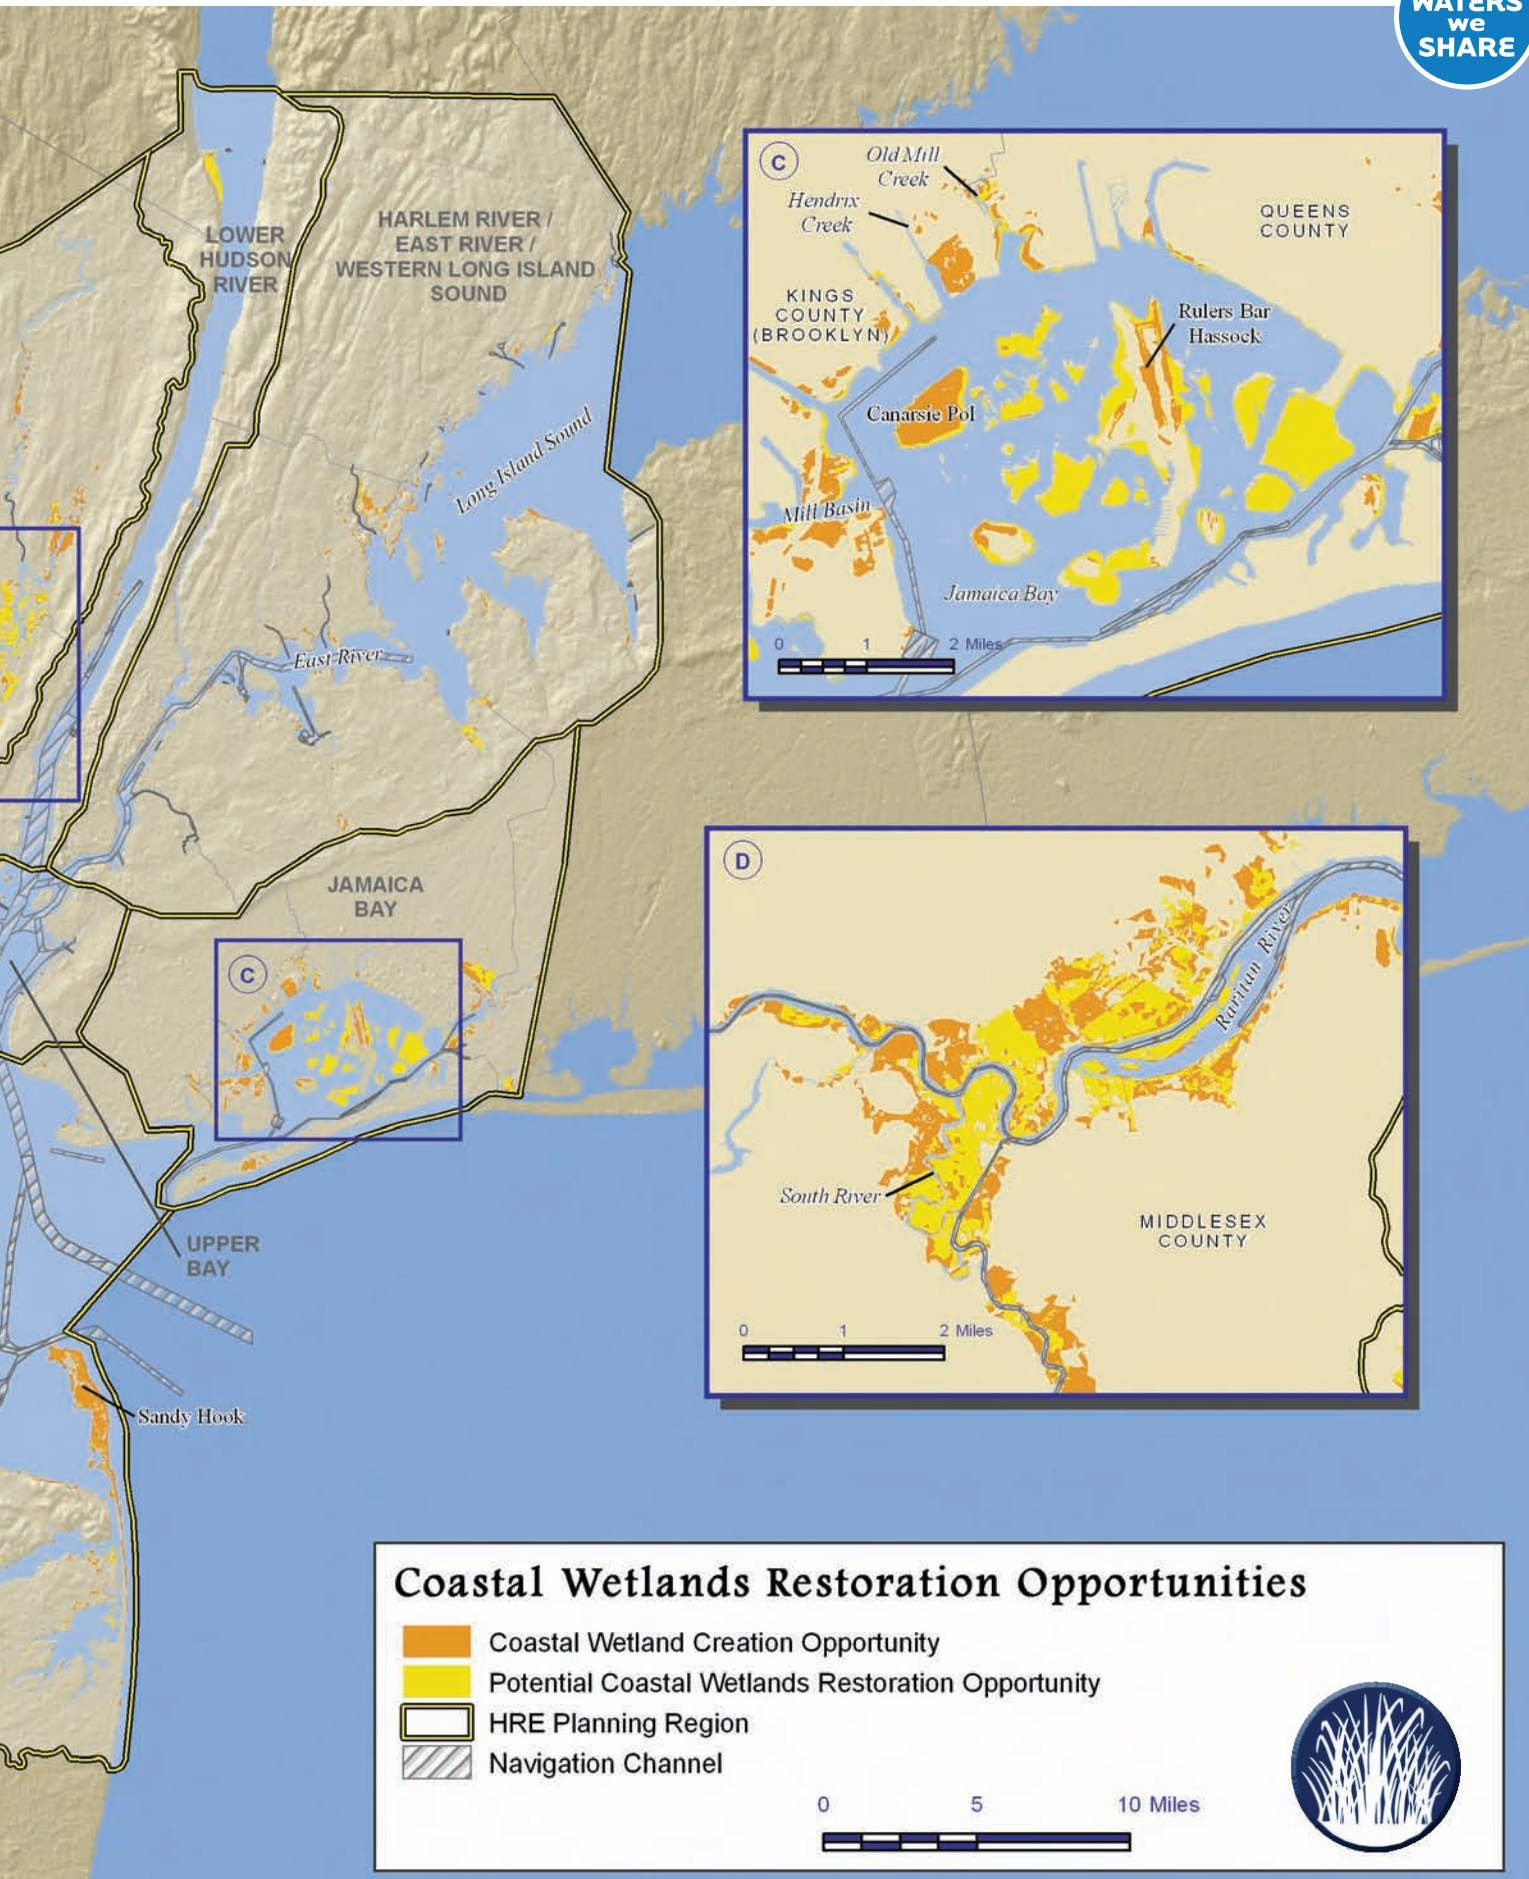 WATERS
we
SHARE
LOWER
HUDSON
RIVER
HARLEM RIVER /
EAST RIVER /
WESTERN LONG ISLAND
SOUND
Long Island Sound
East River
JAMAICA
BAY
C
UPPER
BAY
Sandy Hook
C
Old Mill
Creek
Hendrix
Creek
QUEENS
COUNTY
KINGS
COUNTY
(BROOKLYN)
Rulers Bar
Hassock
Canarsie Pol
Mill Basin
Jamaica Bay
0 1 2 Miles
D
Raritan River
South River
MIDDLESEX
COUNTY
0 1 2 Miles
Coastal Wetlands Restoration Opportunities
Coastal Wetland Creation Opportunity
Potential Coastal Wetlands Restoration Opportunity
HRE Planning Region
Navigation Channel
0 5 10 Miles